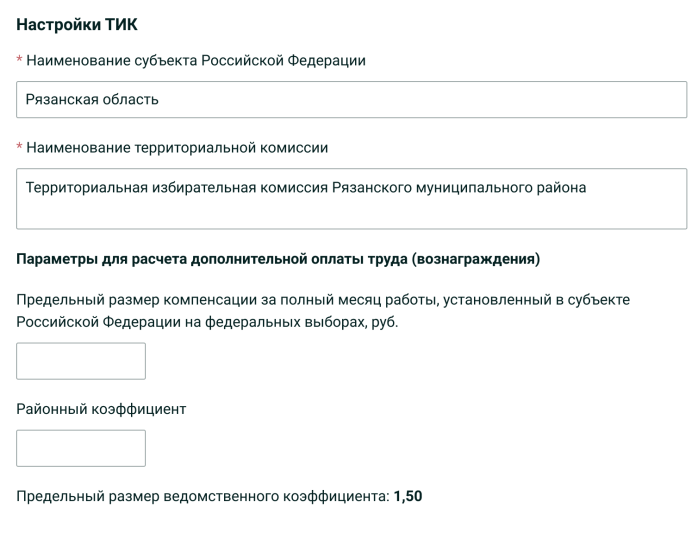 Настройки ТИК
* Наименование субъекта Российской Федерации
Рязанская область
* Наименование территориальной комиссии
Территориальная избирательная комиссия Рязанского муниципального района
Параметры для расчета дополнительной оплаты труда (вознаграждения)
Предельный размер компенсации за полный месяц работы, установленный в субъекте
Российской Федерации на федеральных выборах, руб.
Районный коэффициент
Предельный размер ведомственного коэффициента: 1,50